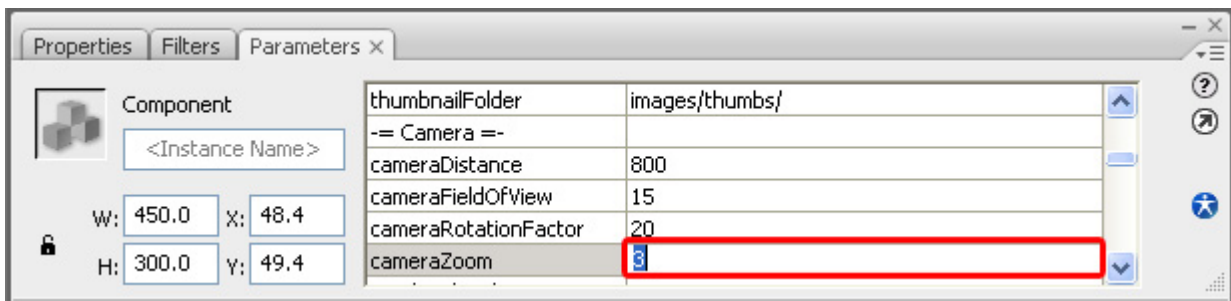 Properties Filters Parameters
Component
<Instance Name>
W: 450.0 X: 48.4
H: 300.0 Y: 49.4
thumbnailFolder images/thumbs/
-= Camera =-
cameraDistance 800
cameraFieldOfView 15
cameraRotationFactor 20
cameraZoom 3